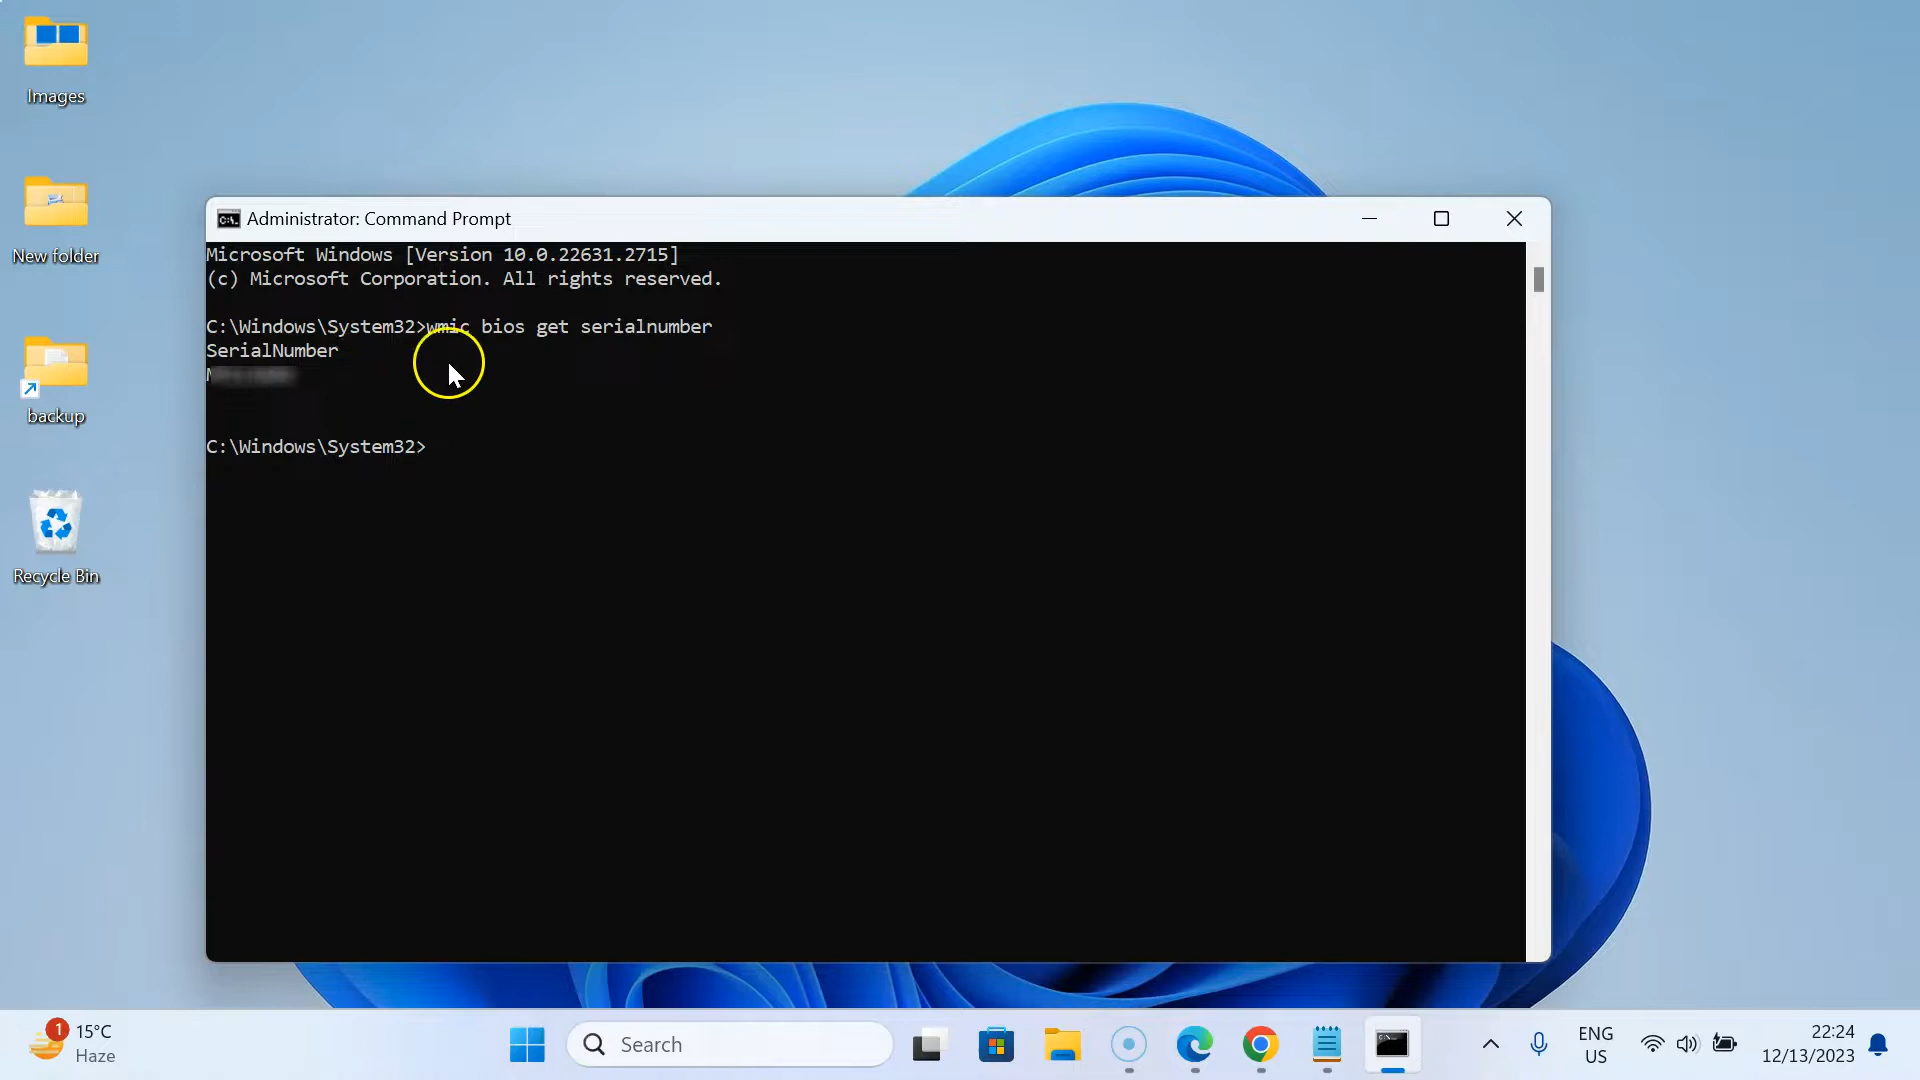 Images
New folder
backup
Recycle Bin
Administrator: Command Prompt
Microsoft Windows [Version 10.0.22631.2715]
(c) Microsoft Corporation. All rights reserved.
C:\Windows\System32>wmic bios get serialnumber
SerialNumber
C:\Windows\System32>
1
15°C
Haze
Search
ENG
US
22:24
12/13/2023